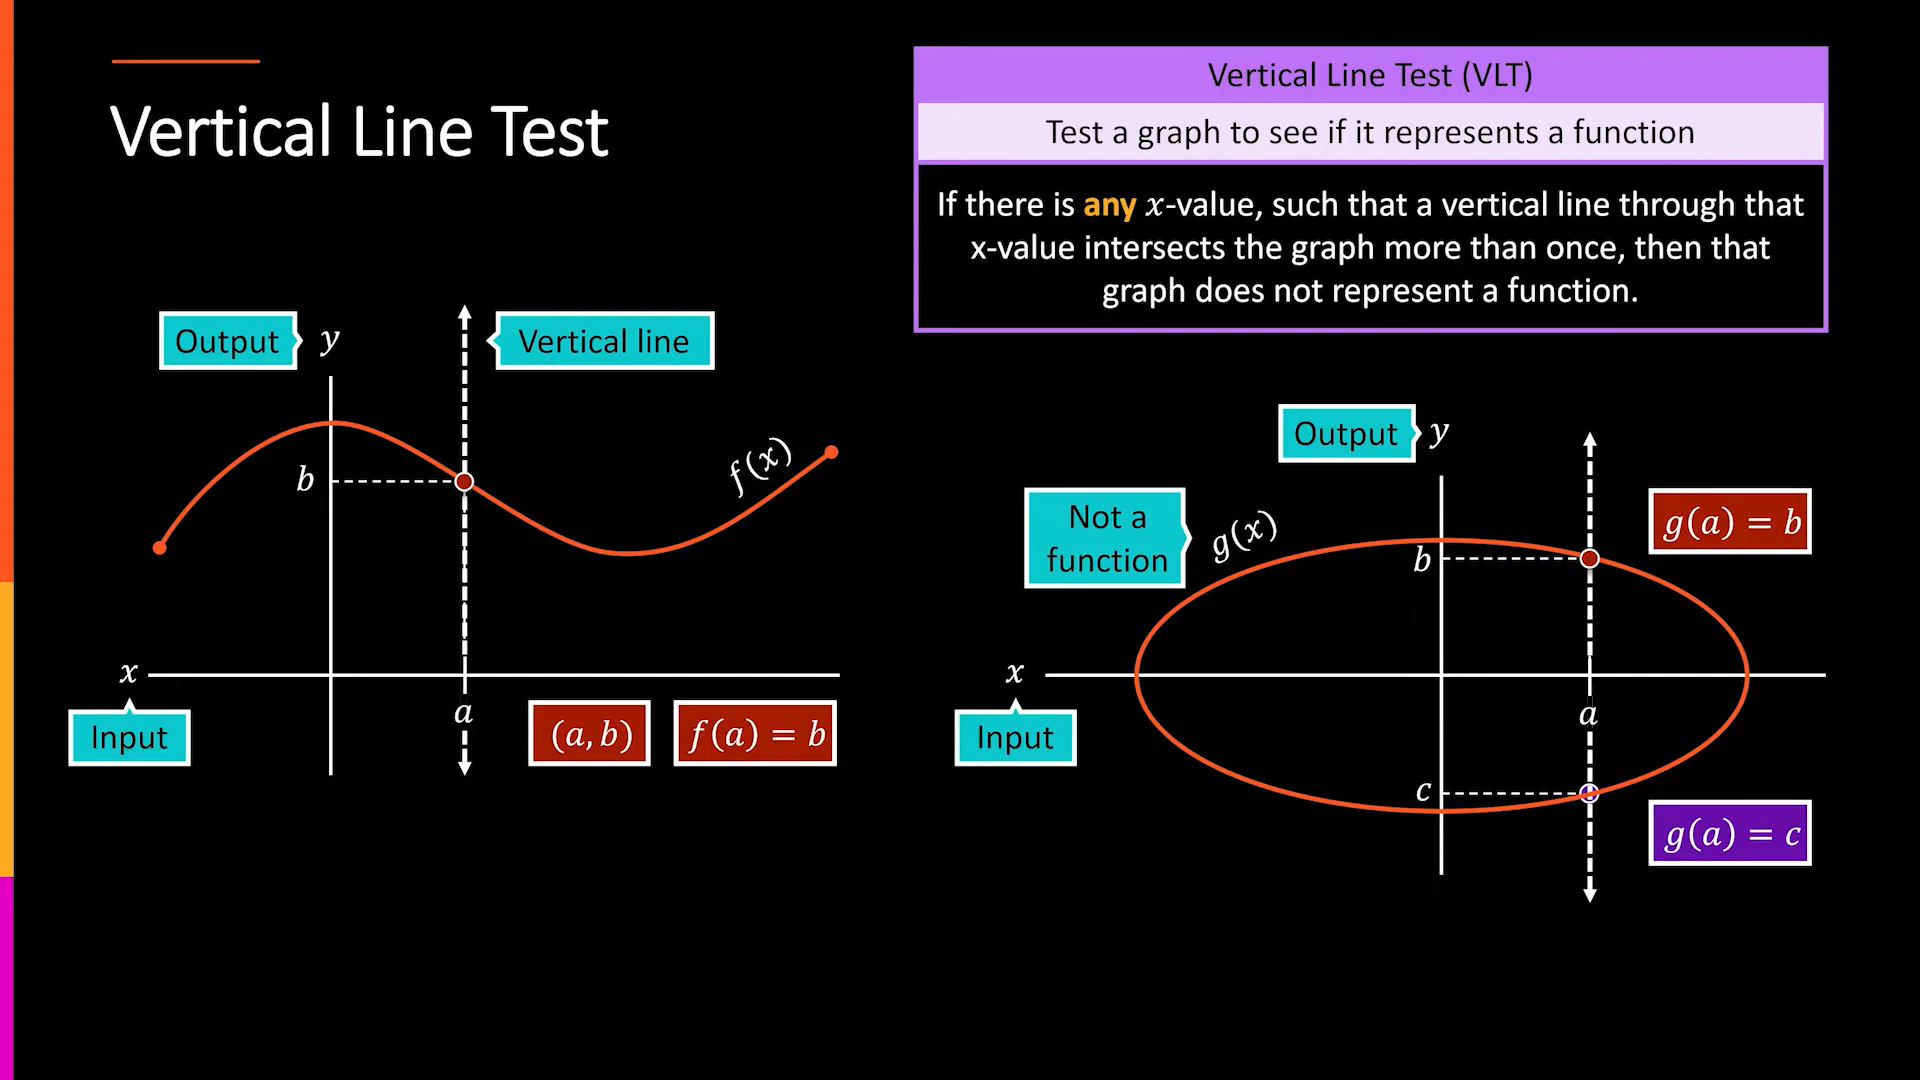 Vertical Line Test
Vertical Line Test (VLT)
Test a graph to see if it represents a function
If there is any x-value, such that a vertical line through that
x-value intersects the graph more than once, then that
graph does not represent a function.
Output
y
Vertical line
b
f(x)
x
Input
a
(a, b)
f(a) = b
Output
y
Not a
function
g(x)
b
g(a) = b
x
Input
a
c
g(a) = c